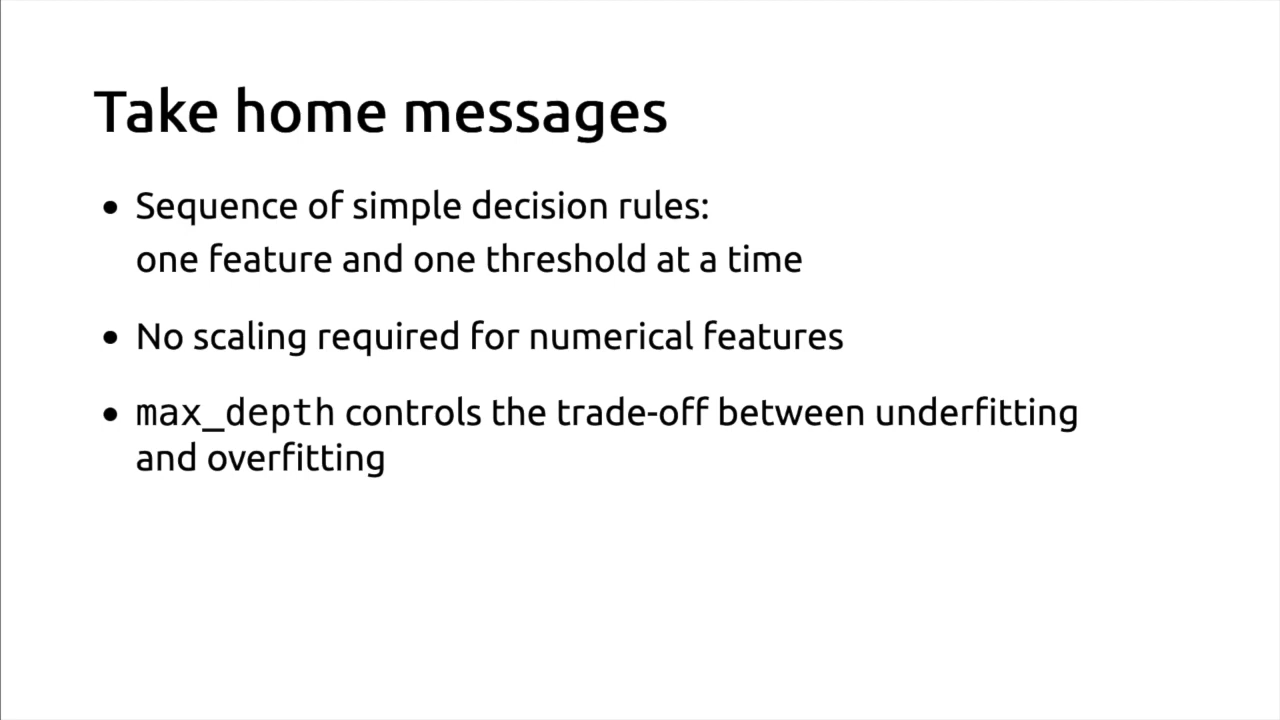 Take home messages
• Sequence of simple decision rules:
one feature and one threshold at a time
• No scaling required for numerical features
• max_depth controls the trade-off between underfitting
and overfitting